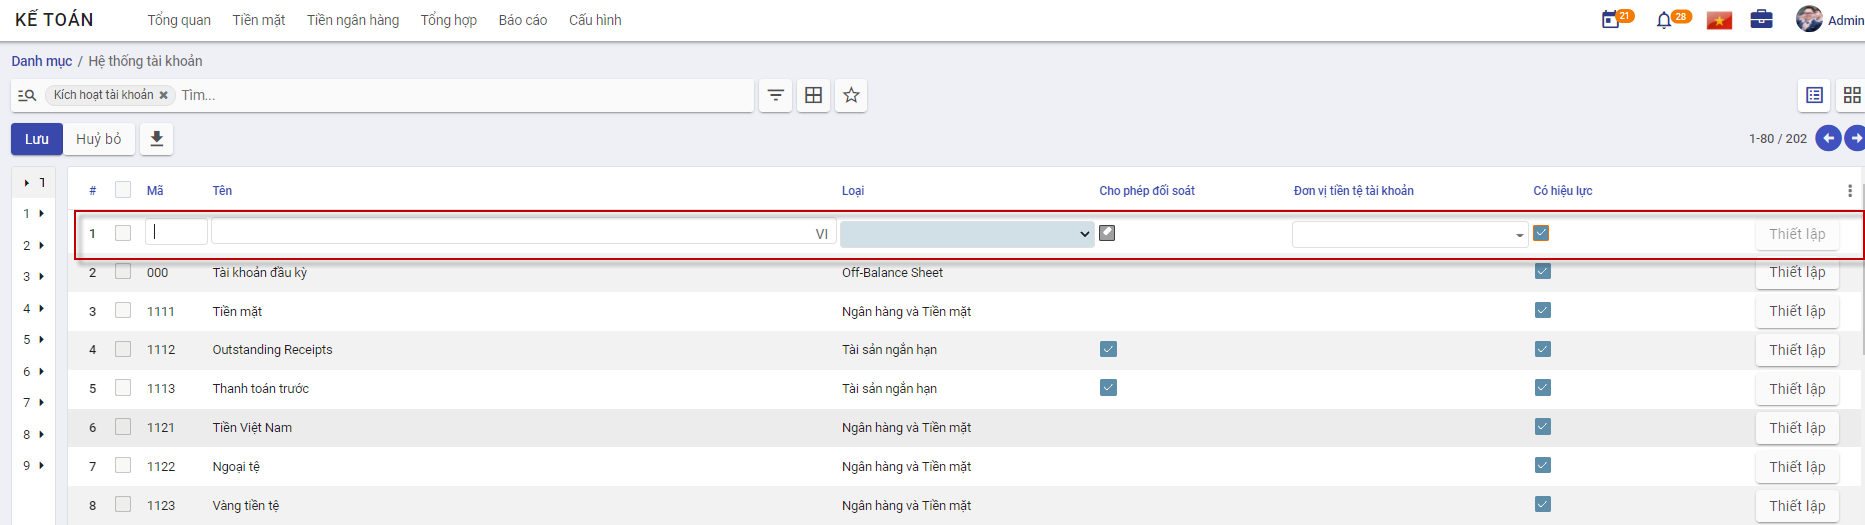 KẾ TOÁN Tổng quan Tiền mặt Tiền ngân hàng Tổng hợp Báo cáo Cấu hình 21 28 Admin
Danh mục / Hệ thống tài khoản
Kích hoạt tài khoản Tìm...
Lưu Huỷ bỏ 1-80 / 202
1 # Mã Tên Loại Cho phép đối soát Đơn vị tiền tệ tài khoản Có hiệu lực
1 1 VI Thiết lập
2 2 000 Tài khoản đầu kỳ Off-Balance Sheet Thiết lập
3 3 1111 Tiền mặt Ngân hàng và Tiền mặt Thiết lập
4 4 1112 Outstanding Receipts Tài sản ngắn hạn Thiết lập
5 5 1113 Thanh toán trước Tài sản ngắn hạn Thiết lập
6 6 1121 Tiền Việt Nam Ngân hàng và Tiền mặt Thiết lập
7 7 1122 Ngoại tệ Ngân hàng và Tiền mặt Thiết lập
8 8 1123 Vàng tiền tệ Ngân hàng và Tiền mặt Thiết lập
9